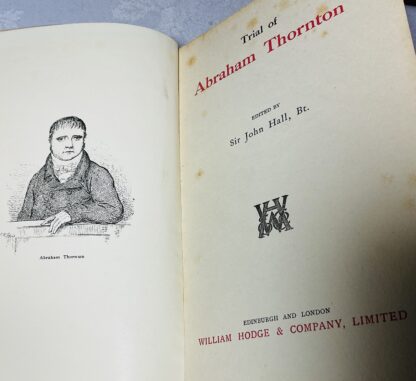 Abraham Thornton
Trial of
Abraham Thornton
EDITED BY
Sir John Hall, Bt.
EDINBURGH AND LONDON
WILLIAM HODGE & COMPANY, LIMITED